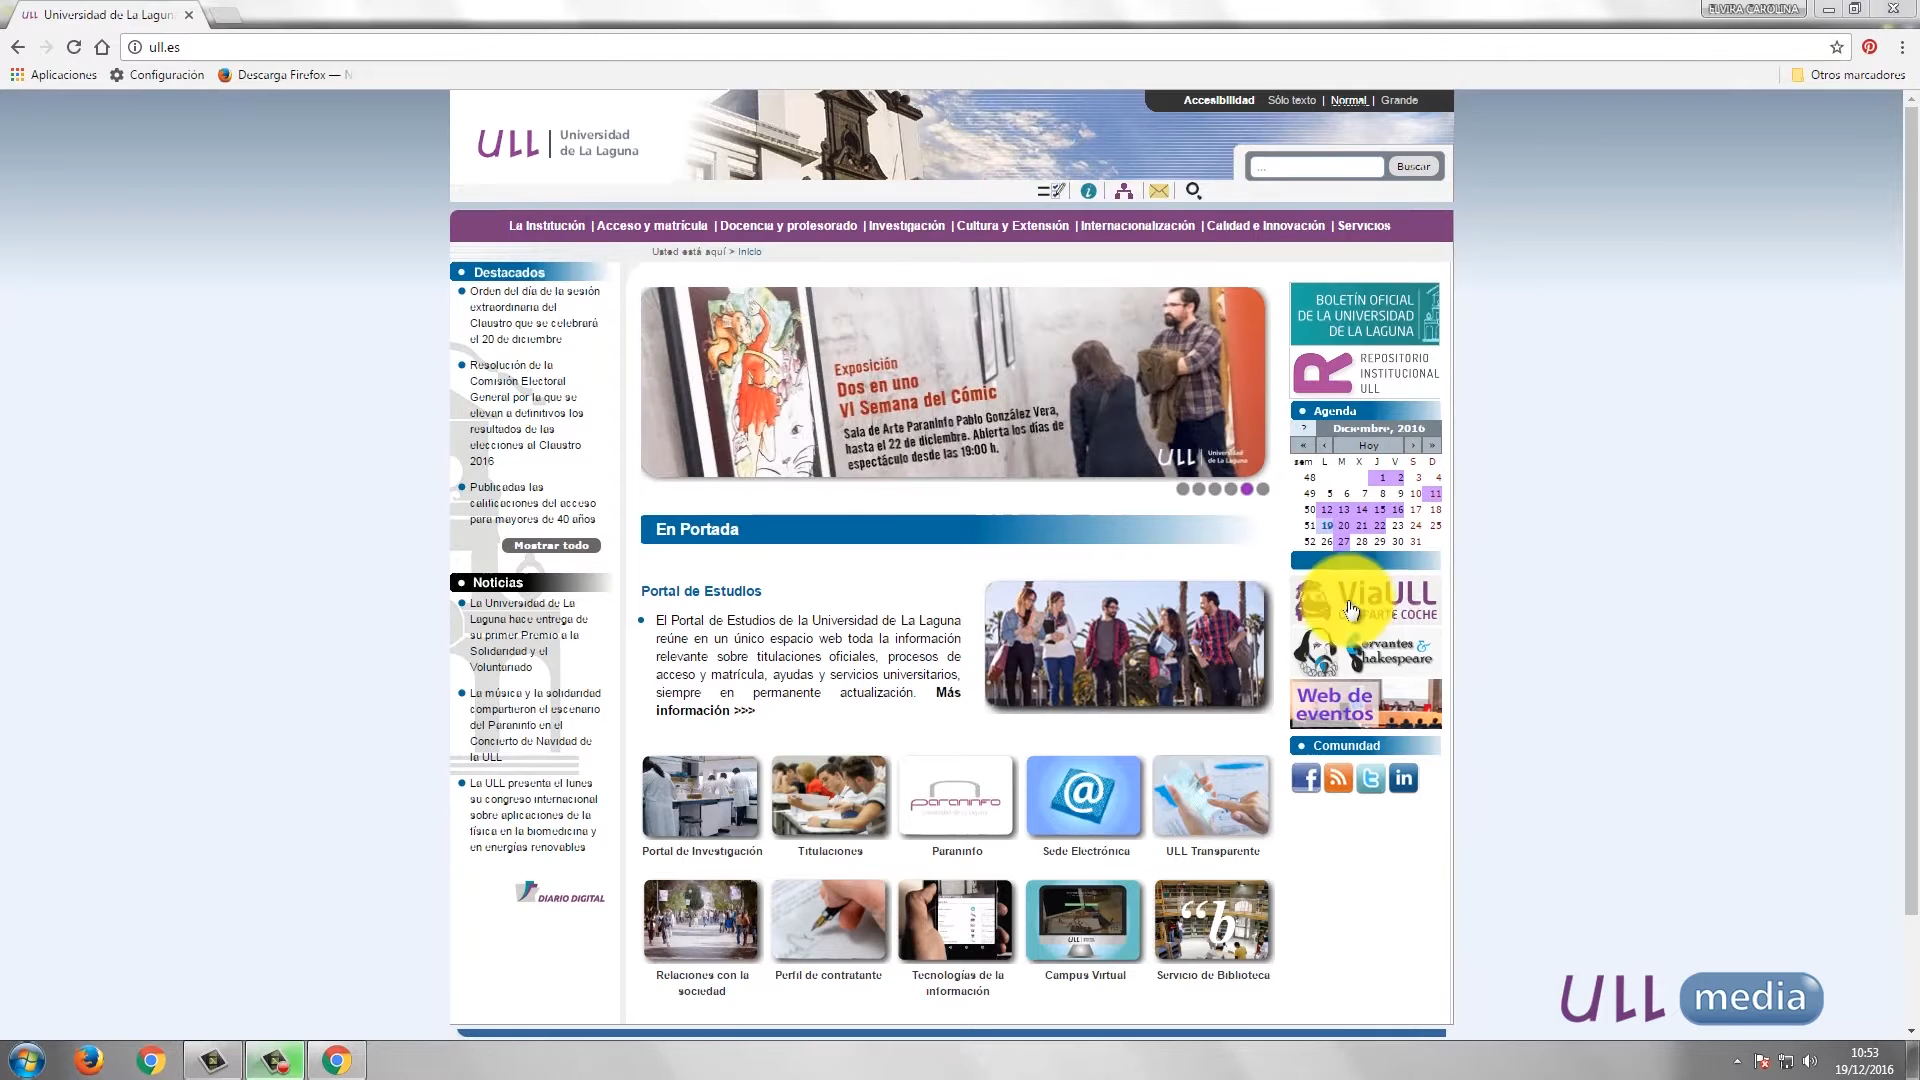 ull Universidad de La Lagun
ELVIRA CAROLINA
ull.es
Aplicaciones
Configuración
Descarga Firefox — N
Otros marcadores
Accesibilidad Sólo texto | Normal | Grande
ULL | Universidad
de La Laguna
...
Buscar
La Institución | Acceso y matrícula | Docencia y profesorado | Investigación | Cultura y Extensión | Internacionalización | Calidad e Innovación | Servicios
Usted está aquí > Inicio
Destacados
Orden del día de la sesión
extraordinaria del
Claustro que se celebrará
el 20 de diciembre
Resolución de la
Comisión Electoral
General por la que se
elevan a definitivos los
resultados de las
elecciones al Claustro
2016
Publicadas las
calificaciones del acceso
para mayores de 40 años
Mostrar todo
Noticias
La Universidad de La
Laguna hace entrega de
su primer Premio a la
Solidaridad y el
Voluntariado
La música y la solidaridad
compartieron el escenario
del Paraninfo en el
Concierto de Navidad de
la ULL
La ULL presenta el lunes
su congreso internacional
sobre aplicaciones de la
física en la biomedicina y
en energías renovables
DIARIO DIGITAL
Exposición
Dos en uno
VI Semana del Cómic
Sala de Arte Paraninfo Pablo González Vera,
hasta el 22 de diciembre. Abierta los días de
espectáculo desde las 19:00 h.
ULL | Universidad
de La Laguna
En Portada
Portal de Estudios
El Portal de Estudios de la Universidad de La Laguna
reúne en un único espacio web toda la información
relevante sobre titulaciones oficiales, procesos de
acceso y matrícula, ayudas y servicios universitarios,
siempre en permanente actualización. Más
información >>>
paraninfo
universidad de la laguna
@
Portal de Investigación
Titulaciones
Paraninfo
Sede Electrónica
ULL Transparente
ULL
“b
Relaciones con la
sociedad
Perfil de contratante
Tecnologías de la
información
Campus Virtual
Servicio de Biblioteca
BOLETÍN OFICIAL
DE LA UNIVERSIDAD
DE LA LAGUNA
R REPOSITORIO
INSTITUCIONAL
ULL
Agenda
? Diciembre, 2016
« ‹ Hoy › »
sem L M X J V S D
48 1 2 3 4
49 5 6 7 8 9 10 11
50 12 13 14 15 16 17 18
51 19 20 21 22 23 24 25
52 26 27 28 29 30 31
ViaULL
COMPARTE COCHE
Cervantes &
Shakespeare
Web de
eventos
Comunidad
ULL media
10:53
19/12/2016